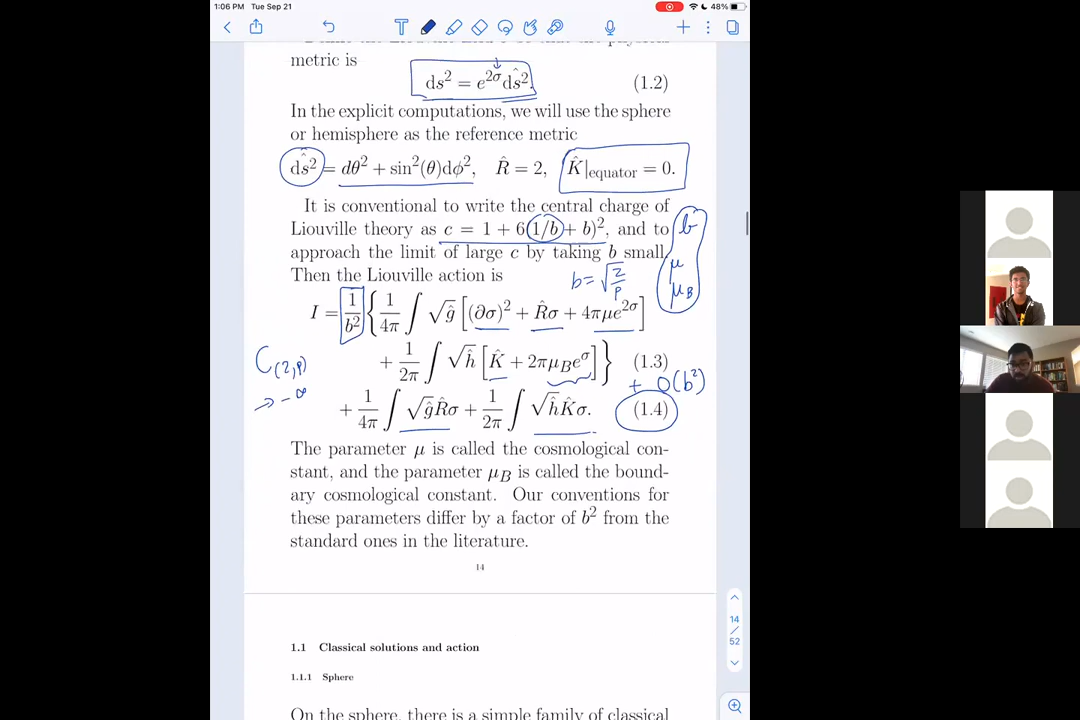 1:06 PM Tue Sep 21
48%
metric is
ds² = e^{2σ} dŝ². (1.2)
In the explicit computations, we will use the sphere
or hemisphere as the reference metric
dŝ² = dθ² + sin²(θ)dϕ², R̂ = 2, K̂|equator = 0.
It is conventional to write the central charge of
Liouville theory as c = 1 + 6(1/b + b)², and to
b
approach the limit of large c by taking b small.
Then the Liouville action is
b = √(2/p)
μ
μ_B
I = 1/b² { 1/4π ∫ √ĝ [(∂σ)² + R̂σ + 4πμe^{2σ}]
+ 1/2π ∫ √ĥ [K̂ + 2πμ_B e^σ] } (1.3)
C(2,p)
→ -∞
+ O(b²)
+ 1/4π ∫ √ĝR̂σ + 1/2π ∫ √ĥK̂σ. (1.4)
The parameter μ is called the cosmological con-
stant, and the parameter μ_B is called the bound-
ary cosmological constant. Our conventions for
these parameters differ by a factor of b² from the
standard ones in the literature.
14
14
/
52
1.1 Classical solutions and action
1.1.1 Sphere
On the sphere, there is a simple family of classical